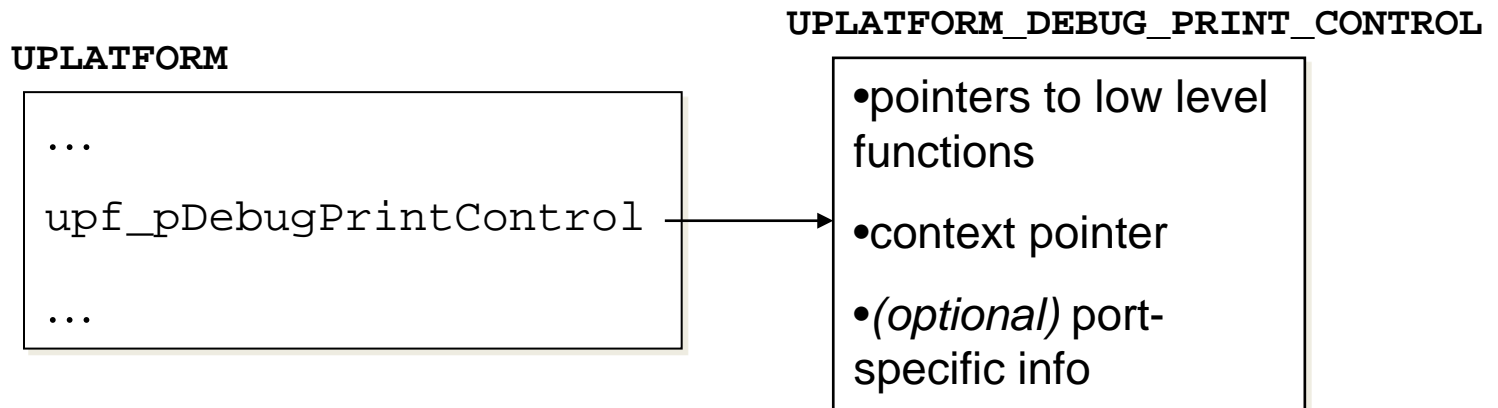 UPLATFORM_DEBUG_PRINT_CONTROL
UPLATFORM
...
upf_pDebugPrintControl
...
•pointers to low level
functions
•context pointer
•(optional) port-
specific info